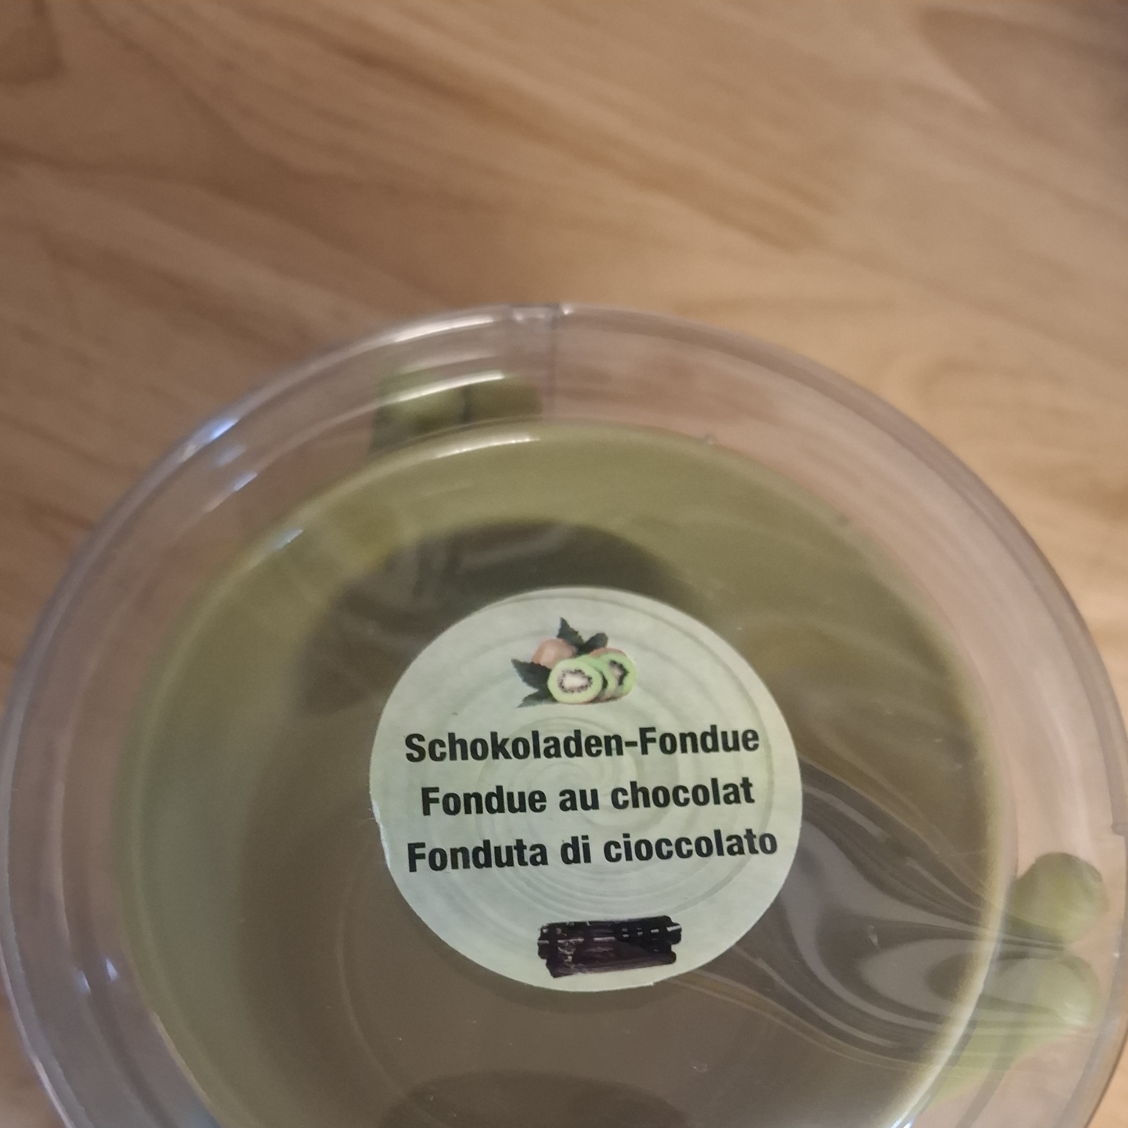 Schokoladen-Fondue
Fondue au chocolat
Fonduta di cioccolato